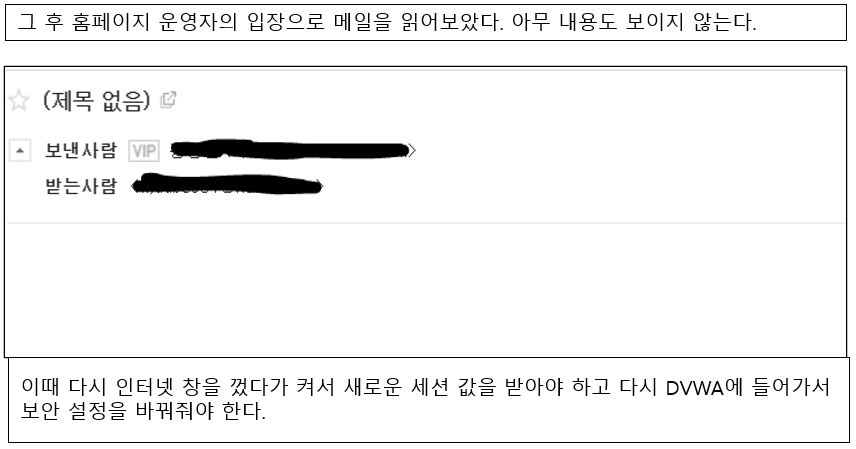 그 후 홈페이지 운영자의 입장으로 메일을 읽어보았다. 아무 내용도 보이지 않는다.
(제목 없음)
보낸사람 VIP
받는사람
이때 다시 인터넷 창을 껐다가 켜서 새로운 세션 값을 받아야 하고 다시 DVWA에 들어가서
보안 설정을 바꿔줘야 한다.